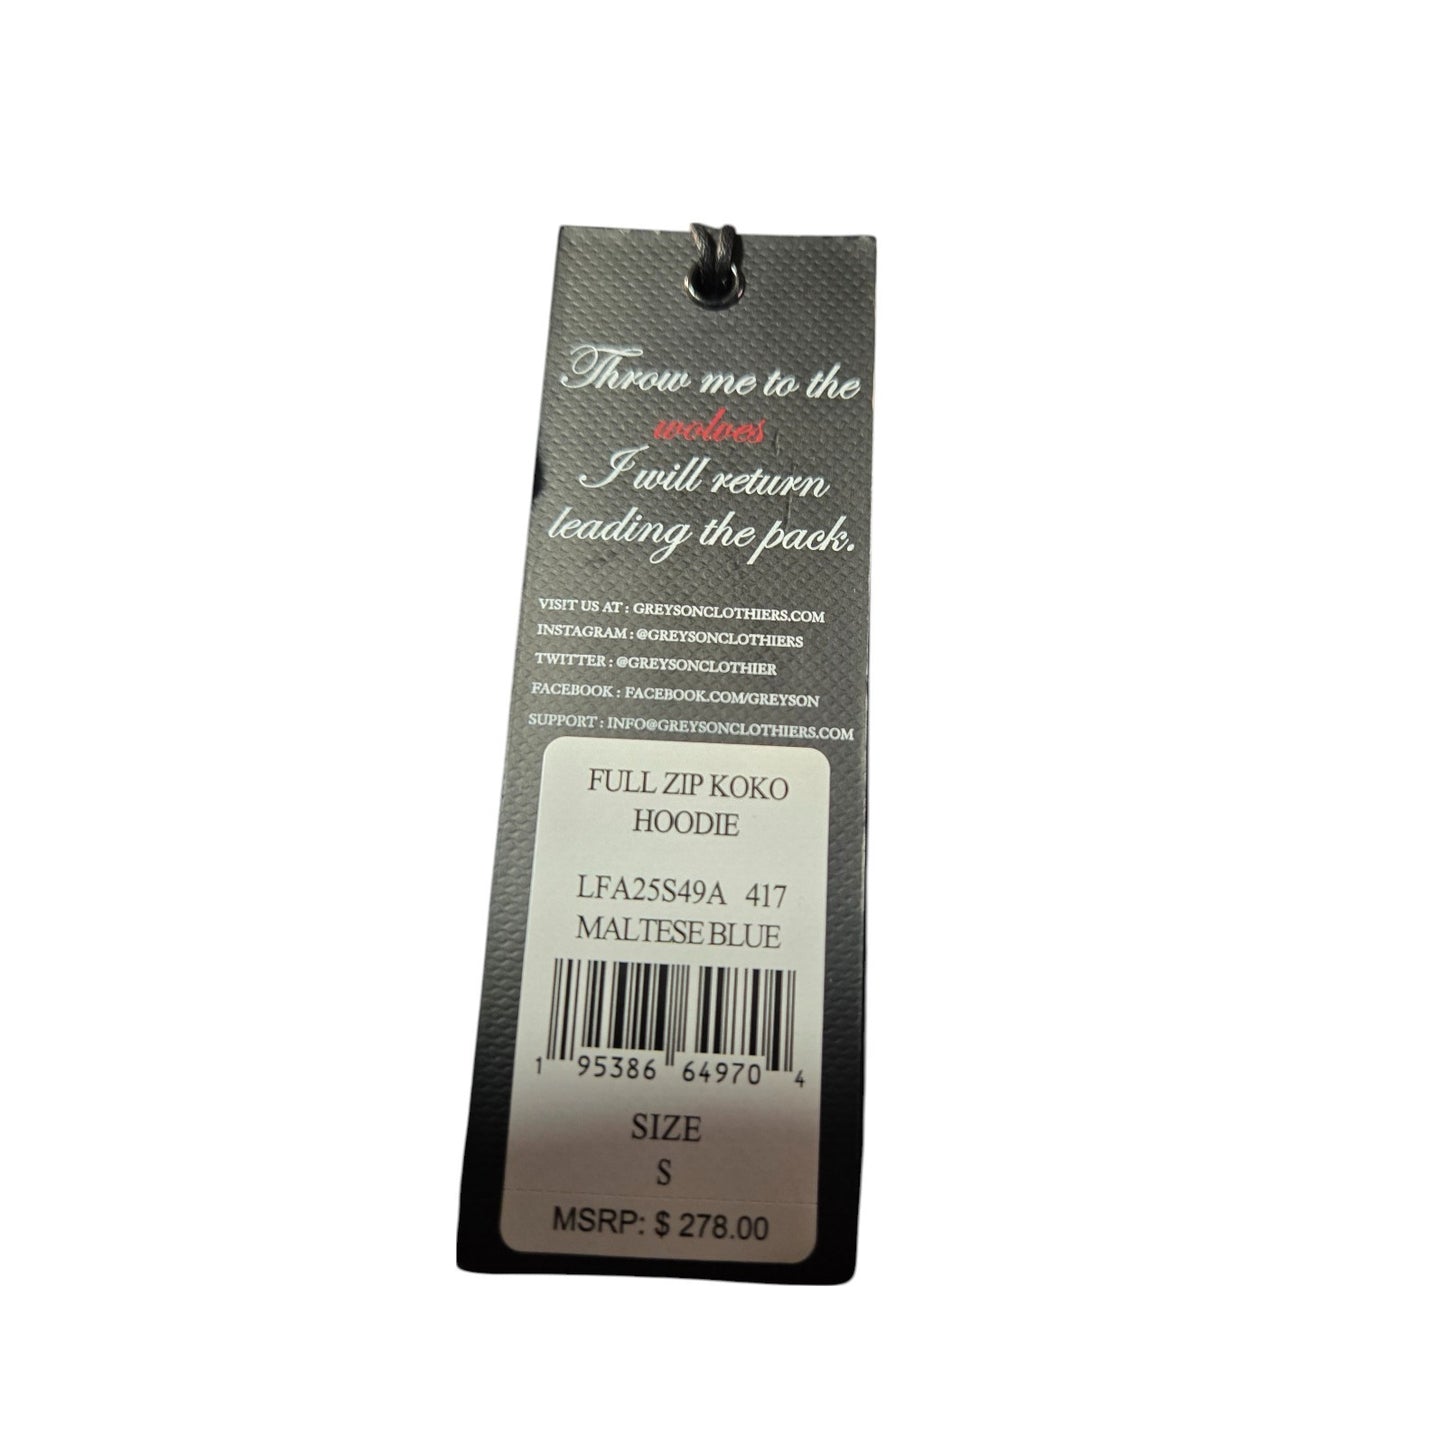 Throw me to the
wolves
I will return
leading the pack.
VISIT US AT : GREYSONCLOTHIERS.COM
INSTAGRAM : @GREYSONCLOTHIERS
TWITTER : @GREYSONCLOTHIER
FACEBOOK : FACEBOOK.COM/GREYSON
SUPPORT : INFO@GREYSONCLOTHIERS.COM
FULL ZIP KOKO
HOODIE
LFA25S49A 417
MALTESE BLUE
1 95386 64970 4
SIZE
S
MSRP: $ 278.00